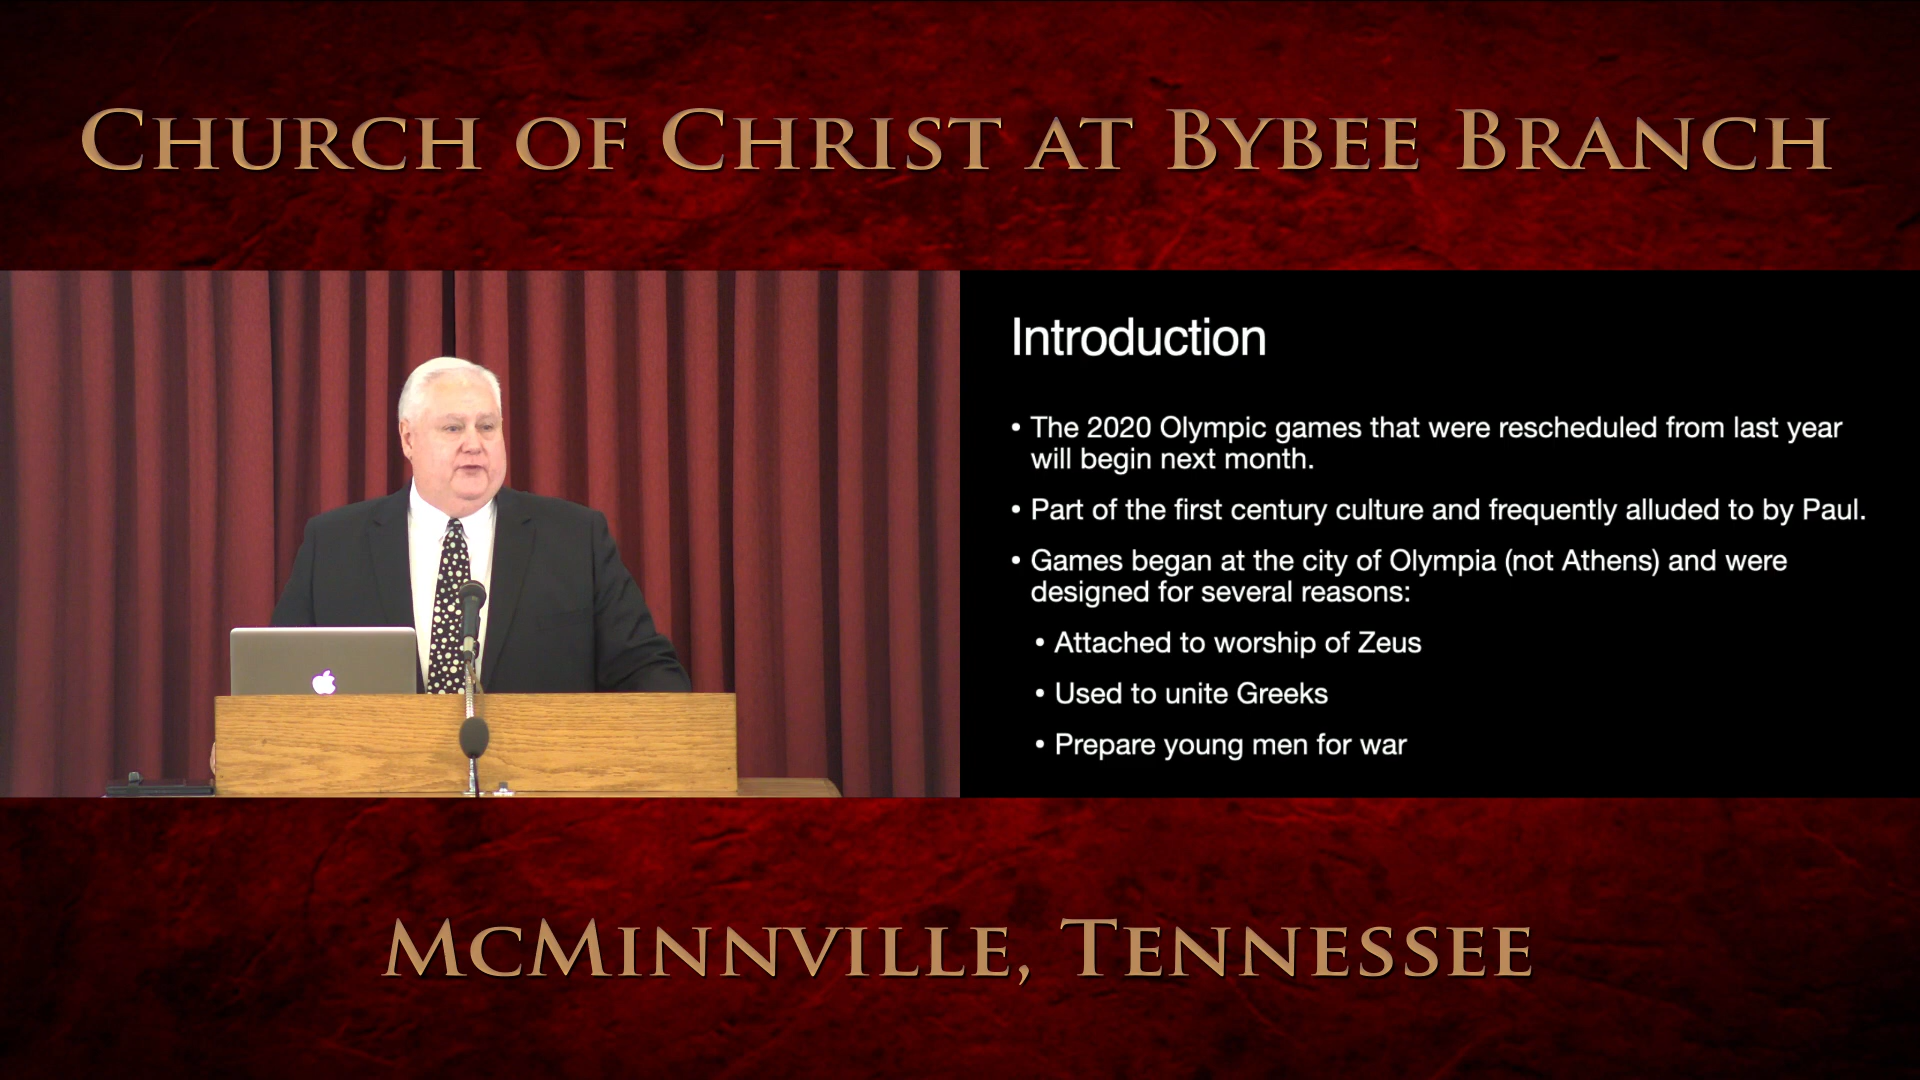 CHURCH OF CHRIST AT BYBEE BRANCH
Introduction
• The 2020 Olympic games that were rescheduled from last year
will begin next month.
• Part of the first century culture and frequently alluded to by Paul.
• Games began at the city of Olympia (not Athens) and were
designed for several reasons:
• Attached to worship of Zeus
• Used to unite Greeks
• Prepare young men for war
MCMINNVILLE, TENNESSEE